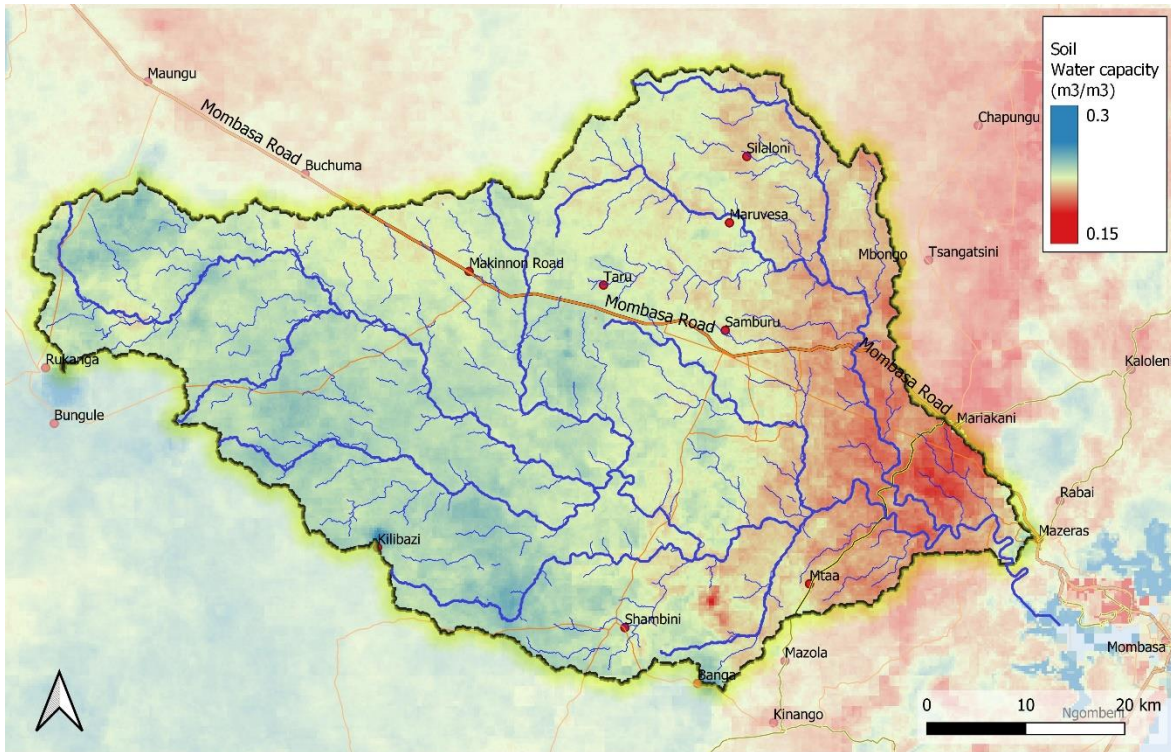 Soil
Water capacity
(m3/m3)
0.3
0.15
Maungu
Mombasa Road
Buchuma
Chapungu
Silaloni
Maruvesa
Mbongo
Tsangatsini
Makinnon Road
Taru
Mombasa Road
Samburu
Mombasa Road
Kalolen
Rukanga
Bungule
Mariakani
Rabai
Mazeras
Kilibazi
Mtaa
Shambini
Mazola
Mombasa
Banga
Kinango
Ngombeni
0 10 20 km